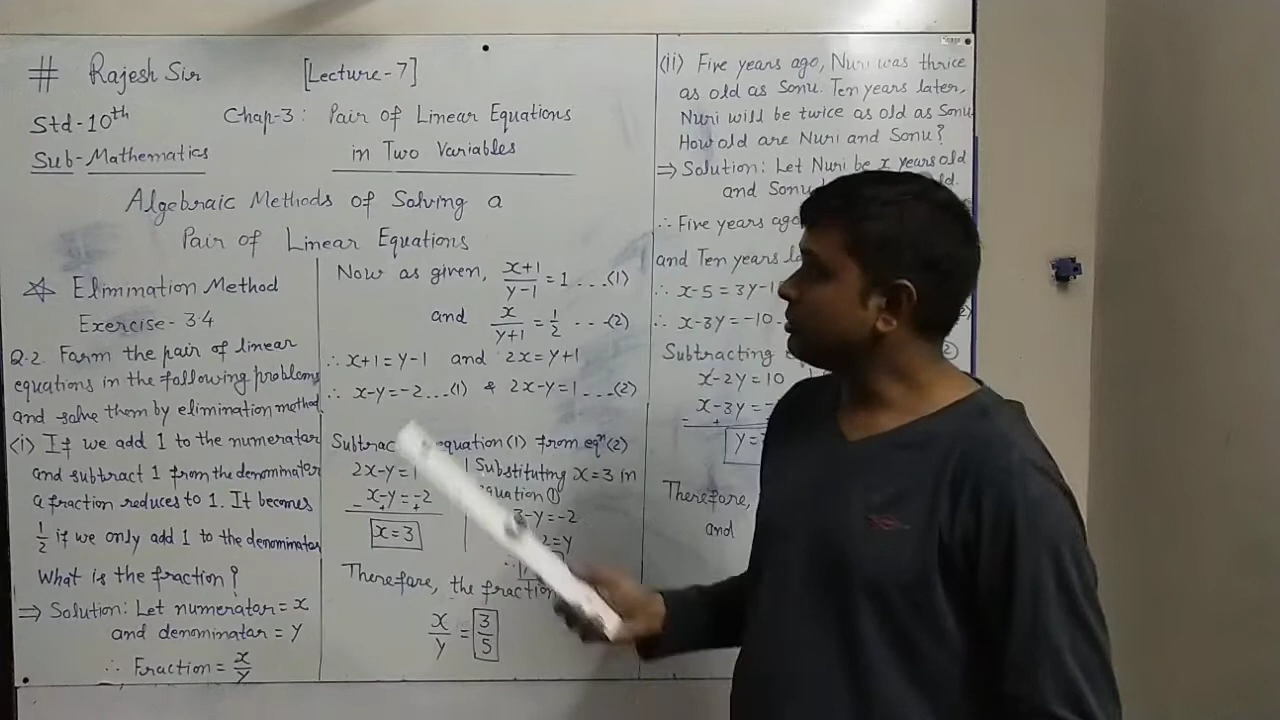 # Rajesh Sir [Lecture-7]
Std-10th Chap-3: Pair of Linear Equations
Sub-Mathematics in Two Variables
Algebraic Methods of Solving a
Pair of Linear Equations
☆ Elimination Method
Exercise-3.4
Q.2. Farm the pair of linear
equations in the following problems
and solve them by elimination method
(i) If we add 1 to the numerator
and subtract 1 from the denominator
a fraction reduces to 1. It becomes
1/2 if we only add 1 to the denominator
What is the fraction?
⇒ Solution: Let numerator = x
and denominator = y
∴ Fraction = x/y
Now as given, (x+1)/(y-1) = 1 ...(1)
and x/(y+1) = 1/2 ...(2)
∴ x+1 = y-1 and 2x = y+1
∴ x-y = -2 ...(1) & 2x-y = 1 ...(2)
equation (1) from eqn (2)
2x-y = 1
x-y = -2
- + +
x = 3
Therefore, the fraction
x/y = 3/5
Substituting x=3 in
equation ①
3-y = -2
2 = y
(ii) Five years ago, Nuri was thrice
as old as Sonu. Ten years later,
Nuri will be twice as old as Sonu
How old are Nuri and Sonu?
⇒ Solution: Let Nuri be x years old
and Sonu
∴ Five years ago
and Ten years
∴ x-5 = 3y-1
∴ x-3y = -10
Subtracting
x-2y = 10
x-3y =
- +
y =
Therefore,
and